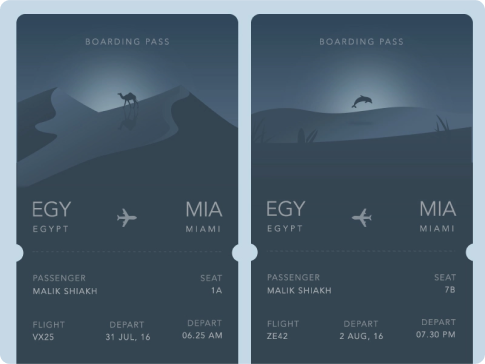 BOARDING PASS
EGY MIA
EGYPT MIAMI
PASSENGER SEAT
MALIK SHIAKH 1A
FLIGHT DEPART DEPART
VX25 31 JUL, 16 06.25 AM
BOARDING PASS
EGY MIA
EGYPT MIAMI
PASSENGER SEAT
MALIK SHIAKH 7B
FLIGHT DEPART DEPART
ZE42 2 AUG, 16 07.30 PM